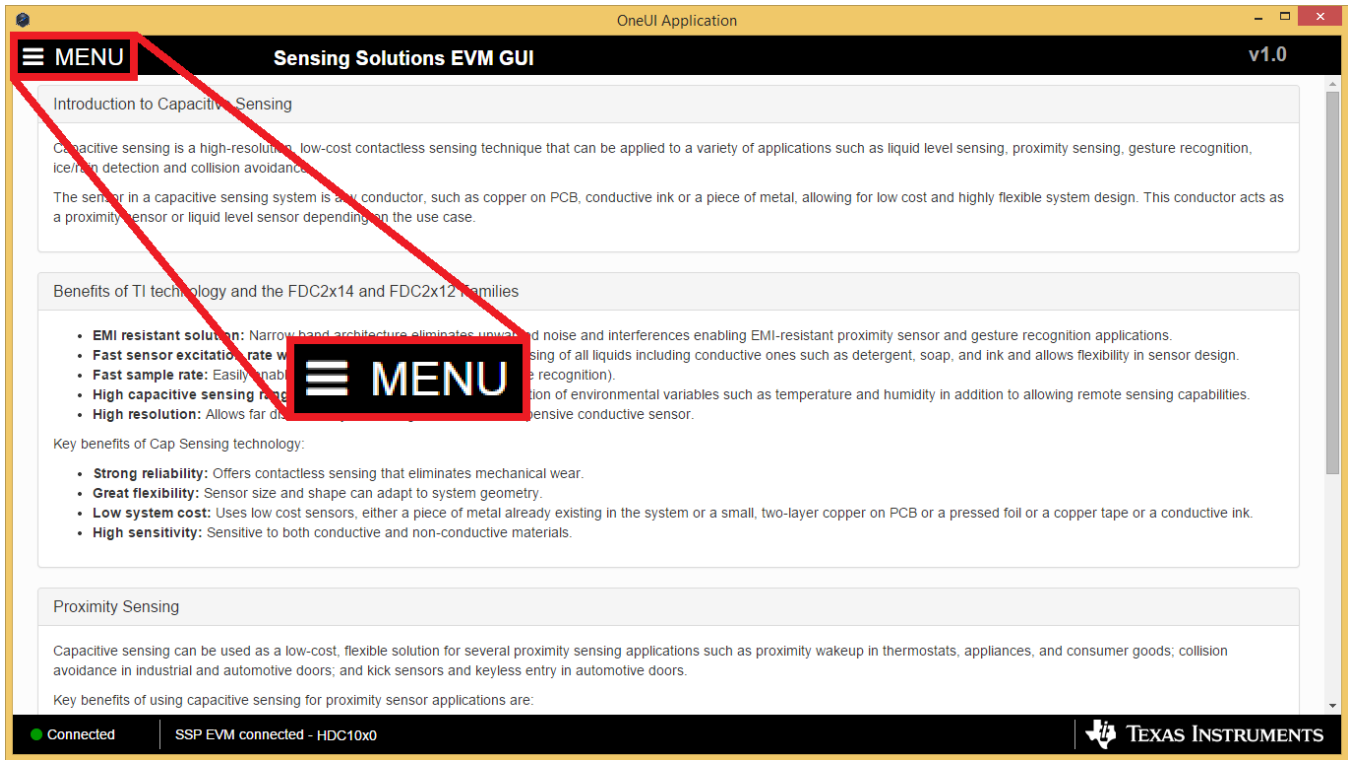 OneUI Application
MENU
Sensing Solutions EVM GUI
v1.0
Introduction to Capacitive Sensing
Capacitive sensing is a high-resolution, low-cost contactless sensing technique that can be applied to a variety of applications such as liquid level sensing, proximity sensing, gesture recognition,
ice/rain detection and collision avoidance.
The sensor in a capacitive sensing system is any conductor, such as copper on PCB, conductive ink or a piece of metal, allowing for low cost and highly flexible system design. This conductor acts as
a proximity sensor or liquid level sensor depending on the use case.
Benefits of TI technology and the FDC2x14 and FDC2x12 Families
• EMI resistant solution: Narrow band architecture eliminates unwanted noise and interferences enabling EMI-resistant proximity sensor and gesture recognition applications.
• Fast sensor excitation rate sing of all liquids including conductive ones such as detergent, soap, and ink and allows flexibility in sensor design.
• Fast sample rate: Easily recognition).
• High capacitive sensing of environmental variables such as temperature and humidity in addition to allowing remote sensing capabilities.
• High resolution: Allows far conductive sensor.
MENU
Key benefits of Cap Sensing technology:
• Strong reliability: Offers contactless sensing that eliminates mechanical wear.
• Great flexibility: Sensor size and shape can adapt to system geometry.
• Low system cost: Uses low cost sensors, either a piece of metal already existing in the system or a small, two-layer copper on PCB or a pressed foil or a copper tape or a conductive ink.
• High sensitivity: Sensitive to both conductive and non-conductive materials.
Proximity Sensing
Capacitive sensing can be used as a low-cost, flexible solution for several proximity sensing applications such as proximity wakeup in thermostats, appliances, and consumer goods; collision
avoidance in industrial and automotive doors; and kick sensors and keyless entry in automotive doors.
Key benefits of using capacitive sensing for proximity sensor applications are:
Connected
SSP EVM connected - HDC10x0
TEXAS INSTRUMENTS